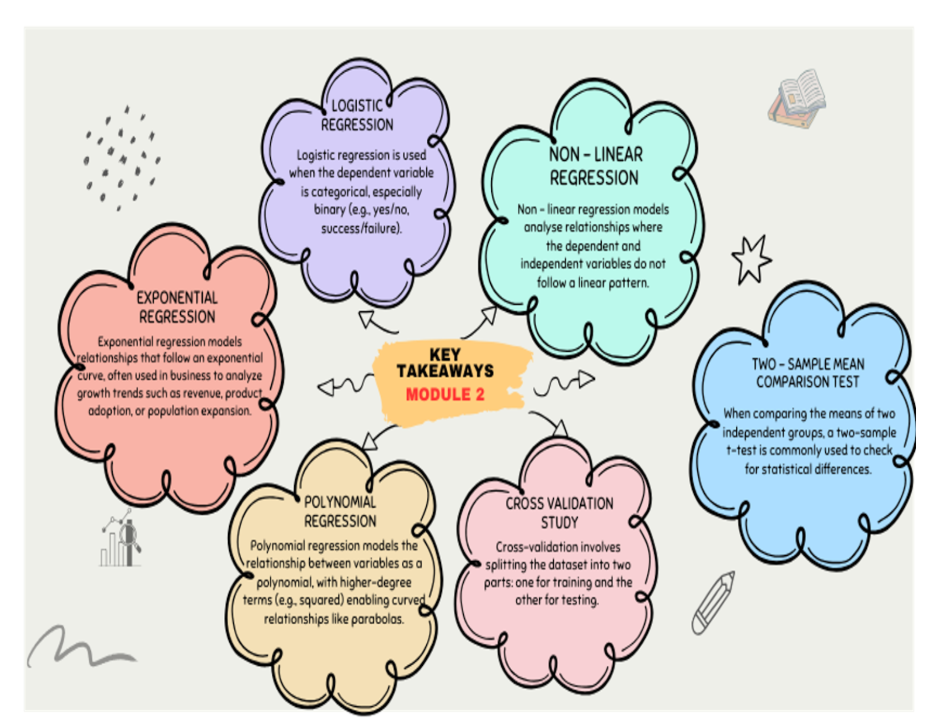 LOGISTIC
REGRESSION
Logistic regression is used
when the dependent variable
is categorical, especially
binary (e.g., yes/no,
success/failure).
NON - LINEAR
REGRESSION
Non - linear regression models
analyse relationships where
the dependent and
independent variables do not
follow a linear pattern.
EXPONENTIAL
REGRESSION
Exponential regression models
relationships that follow an exponential
curve, often used in business to analyze
growth trends such as revenue, product
adoption, or population expansion.
KEY
TAKEAWAYS
MODULE 2
TWO - SAMPLE MEAN
COMPARISON TEST
When comparing the means of two
independent groups, a two-sample
t-test is commonly used to check
for statistical differences.
POLYNOMIAL
REGRESSION
Polynomial regression models the
relationship between variables as a
polynomial, with higher-degree
terms (e.g., squared) enabling curved
relationships like parabolas.
CROSS VALIDATION
STUDY
Cross-validation involves
splitting the dataset into two
parts: one for training and the
other for testing.